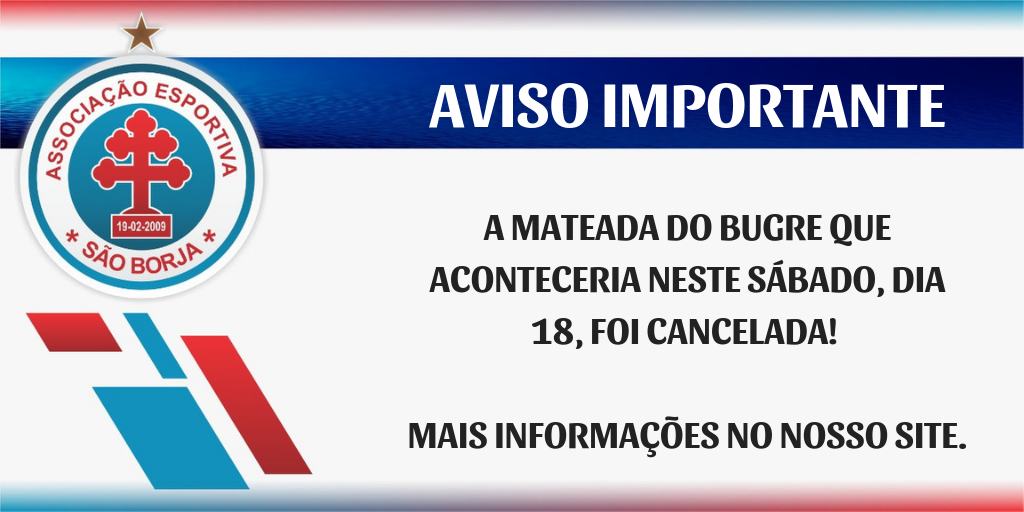 ASSOCIAÇÃO ESPORTIVA
19-02-2009
* SÃO BORJA *
AVISO IMPORTANTE
A MATEADA DO BUGRE QUE
ACONTECERIA NESTE SÁBADO, DIA
18, FOI CANCELADA!
MAIS INFORMAÇÕES NO NOSSO SITE.